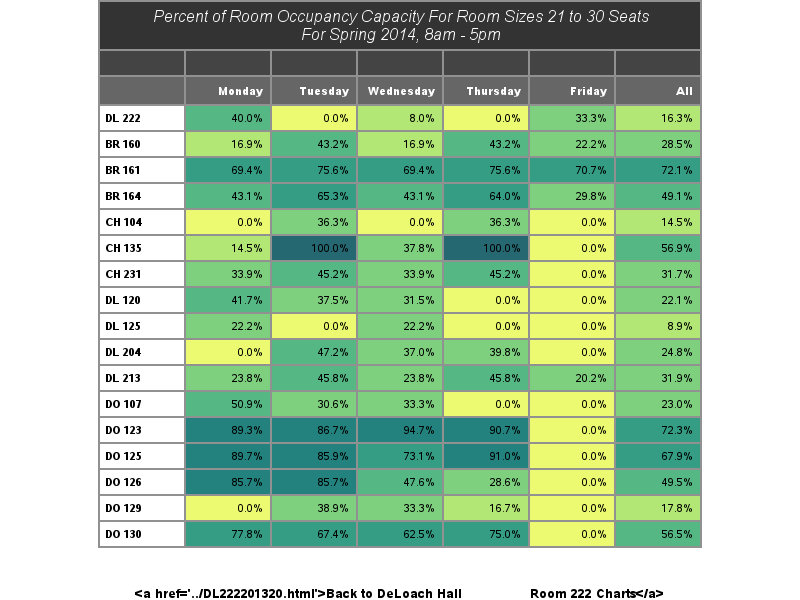 Percent of Room Occupancy Capacity For Room Sizes 21 to 30 Seats
For Spring 2014, 8am - 5pm
Monday Tuesday Wednesday Thursday Friday All
DL 222 40.0% 0.0% 8.0% 0.0% 33.3% 16.3%
BR 160 16.9% 43.2% 16.9% 43.2% 22.2% 28.5%
BR 161 69.4% 75.6% 69.4% 75.6% 70.7% 72.1%
BR 164 43.1% 65.3% 43.1% 64.0% 29.8% 49.1%
CH 104 0.0% 36.3% 0.0% 36.3% 0.0% 14.5%
CH 135 14.5% 100.0% 37.8% 100.0% 0.0% 56.9%
CH 231 33.9% 45.2% 33.9% 45.2% 0.0% 31.7%
DL 120 41.7% 37.5% 31.5% 0.0% 0.0% 22.1%
DL 125 22.2% 0.0% 22.2% 0.0% 0.0% 8.9%
DL 204 0.0% 47.2% 37.0% 39.8% 0.0% 24.8%
DL 213 23.8% 45.8% 23.8% 45.8% 20.2% 31.9%
DO 107 50.9% 30.6% 33.3% 0.0% 0.0% 23.0%
DO 123 89.3% 86.7% 94.7% 90.7% 0.0% 72.3%
DO 125 89.7% 85.9% 73.1% 91.0% 0.0% 67.9%
DO 126 85.7% 85.7% 47.6% 28.6% 0.0% 49.5%
DO 129 0.0% 38.9% 33.3% 16.7% 0.0% 17.8%
DO 130 77.8% 67.4% 62.5% 75.0% 0.0% 56.5%
<a href='../DL222201320.html'>Back to DeLoach Hall Room 222 Charts</a>